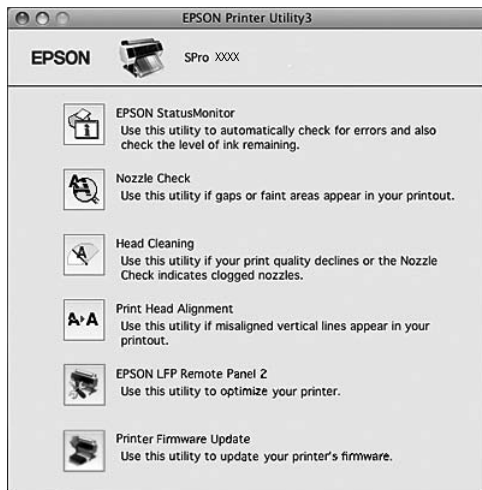 EPSON Printer Utility3
EPSON
SPro XXXX
EPSON StatusMonitor
Use this utility to automatically check for errors and also
check the level of ink remaining.
Nozzle Check
Use this utility if gaps or faint areas appear in your printout.
Head Cleaning
Use this utility if your print quality declines or the Nozzle
Check indicates clogged nozzles.
A▸A
Print Head Alignment
Use this utility if misaligned vertical lines appear in your
printout.
EPSON LFP Remote Panel 2
Use this utility to optimize your printer.
Printer Firmware Update
Use this utility to update your printer's firmware.